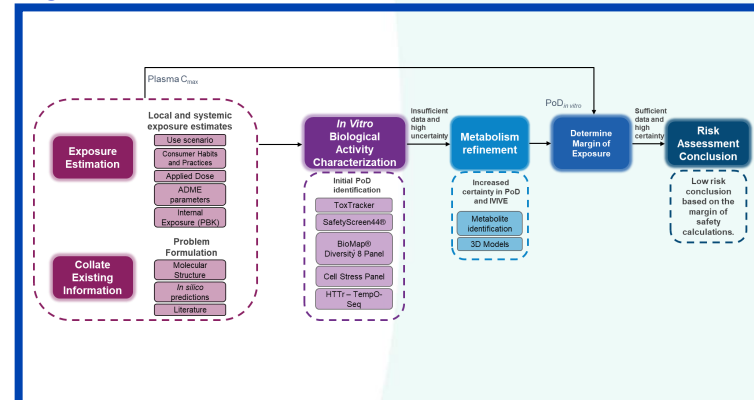 Plasma Cmax
Local and systemic
exposure estimates
Exposure
Estimation
Use scenario
Consumer Habits
and Practices
Applied Dose
ADME
parameters
Internal
Exposure (PBK)
Problem
Formulation
Collate
Existing
Information
Molecular
Structure
In silico
predictions
Literature
In Vitro
Biological
Activity
Characterization
Initial PoD
identification
ToxTracker
SafetyScreen44®
BioMap®
Diversity 8 Panel
Cell Stress Panel
HTTr – TempO-
Seq
Insufficient
data and
high
uncertainty
Metabolism
refinement
Increased
certainty in PoD
and IVIVE
Metabolite
identification
3D Models
PoDin vitro
Determine
Margin of
Exposure
Sufficient
data and
high
certainty
Risk
Assessment
Conclusion
Low risk
conclusion
based on the
margin of
safety
calculations.